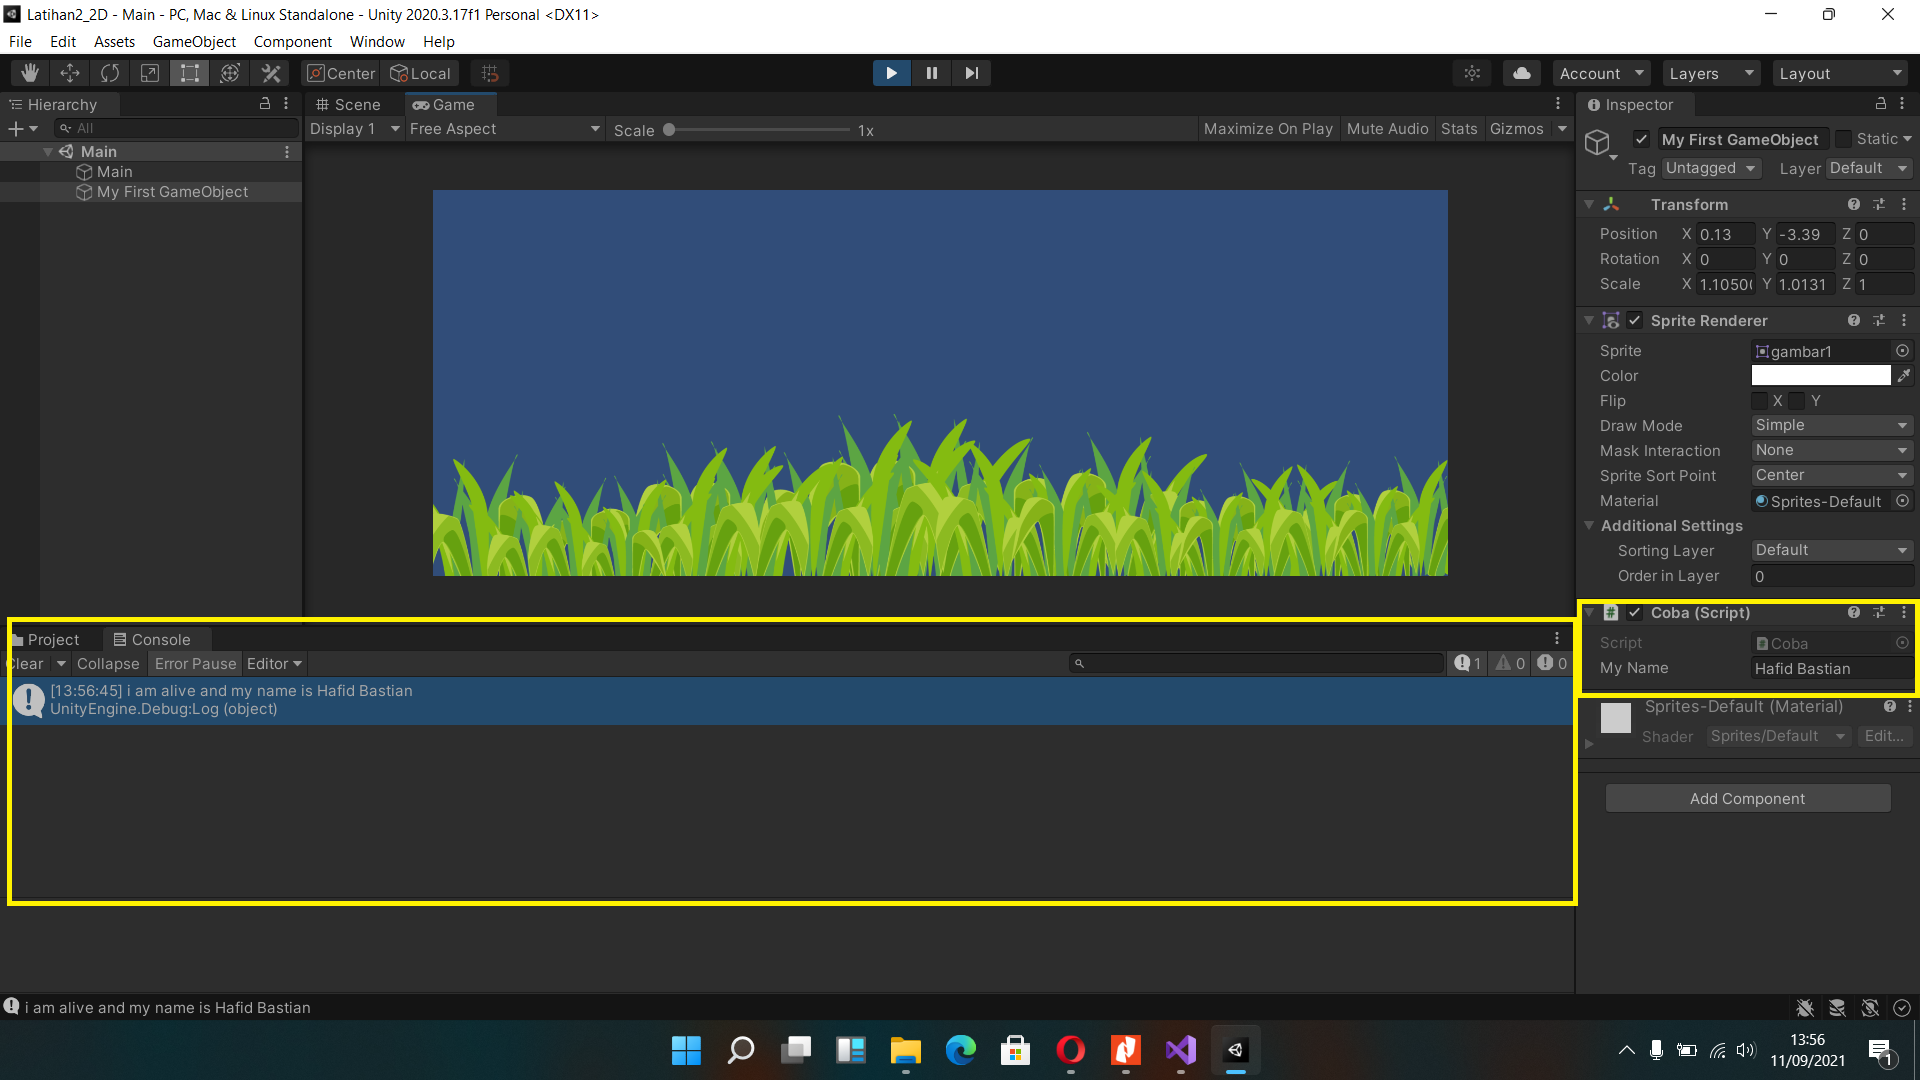 Latihan2_2D - Main - PC, Mac & Linux Standalone - Unity 2020.3.17f1 Personal <DX11>
File Edit Assets GameObject Component Window Help
Center Local Account Layers Layout
Hierarchy
All
Main
Main
My First GameObject
Scene Game
Display 1 Free Aspect Scale 1x Maximize On Play Mute Audio Stats Gizmos
Inspector
My First GameObject Static
Tag Untagged Layer Default
Transform
Position X 0.13 Y -3.39 Z 0
Rotation X 0 Y 0 Z 0
Scale X 1.1050 Y 1.0131 Z 1
Sprite Renderer
Sprite gambar1
Color
Flip X Y
Draw Mode Simple
Mask Interaction None
Sprite Sort Point Center
Material Sprites-Default
Additional Settings
Sorting Layer Default
Order in Layer 0
# Coba (Script)
Script # Coba
My Name Hafid Bastian
Sprites-Default (Material)
Shader Sprites/Default Edit...
Add Component
Project Console
Clear Collapse Error Pause Editor 1 0 0
[13:56:45] i am alive and my name is Hafid Bastian
UnityEngine.Debug:Log (object)
i am alive and my name is Hafid Bastian
13:56
11/09/2021
1